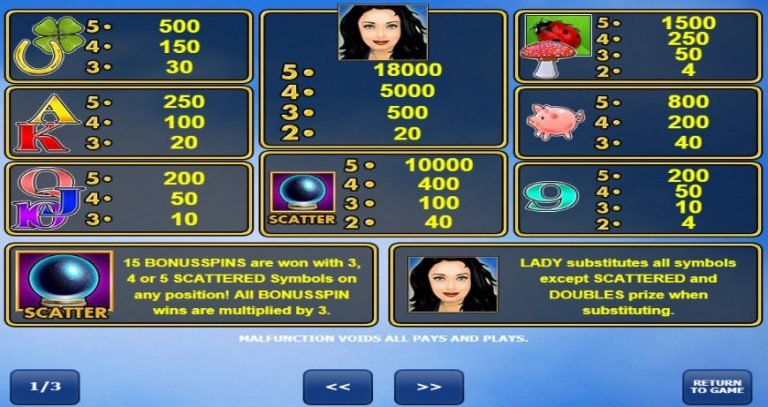 5• 500
4• 150
3• 30
5• 18000
4• 5000
3• 500
2• 20
5• 1500
4• 250
3• 50
2• 4
A K
5• 250
4• 100
3• 20
5• 800
4• 200
3• 40
Q J 10
5• 200
4• 50
3• 10
SCATTER
5• 10000
4• 400
3• 100
2• 40
9
5• 200
4• 50
3• 10
2• 4
SCATTER
15 BONUSSPINS are won with 3,
4 or 5 SCATTERED Symbols on
any position! All BONUSSPIN
wins are multiplied by 3.
LADY substitutes all symbols
except SCATTERED and
DOUBLES prize when
substituting.
MALFUNCTION VOIDS ALL PAYS AND PLAYS.
1/3
<<
>>
RETURN
TO GAME